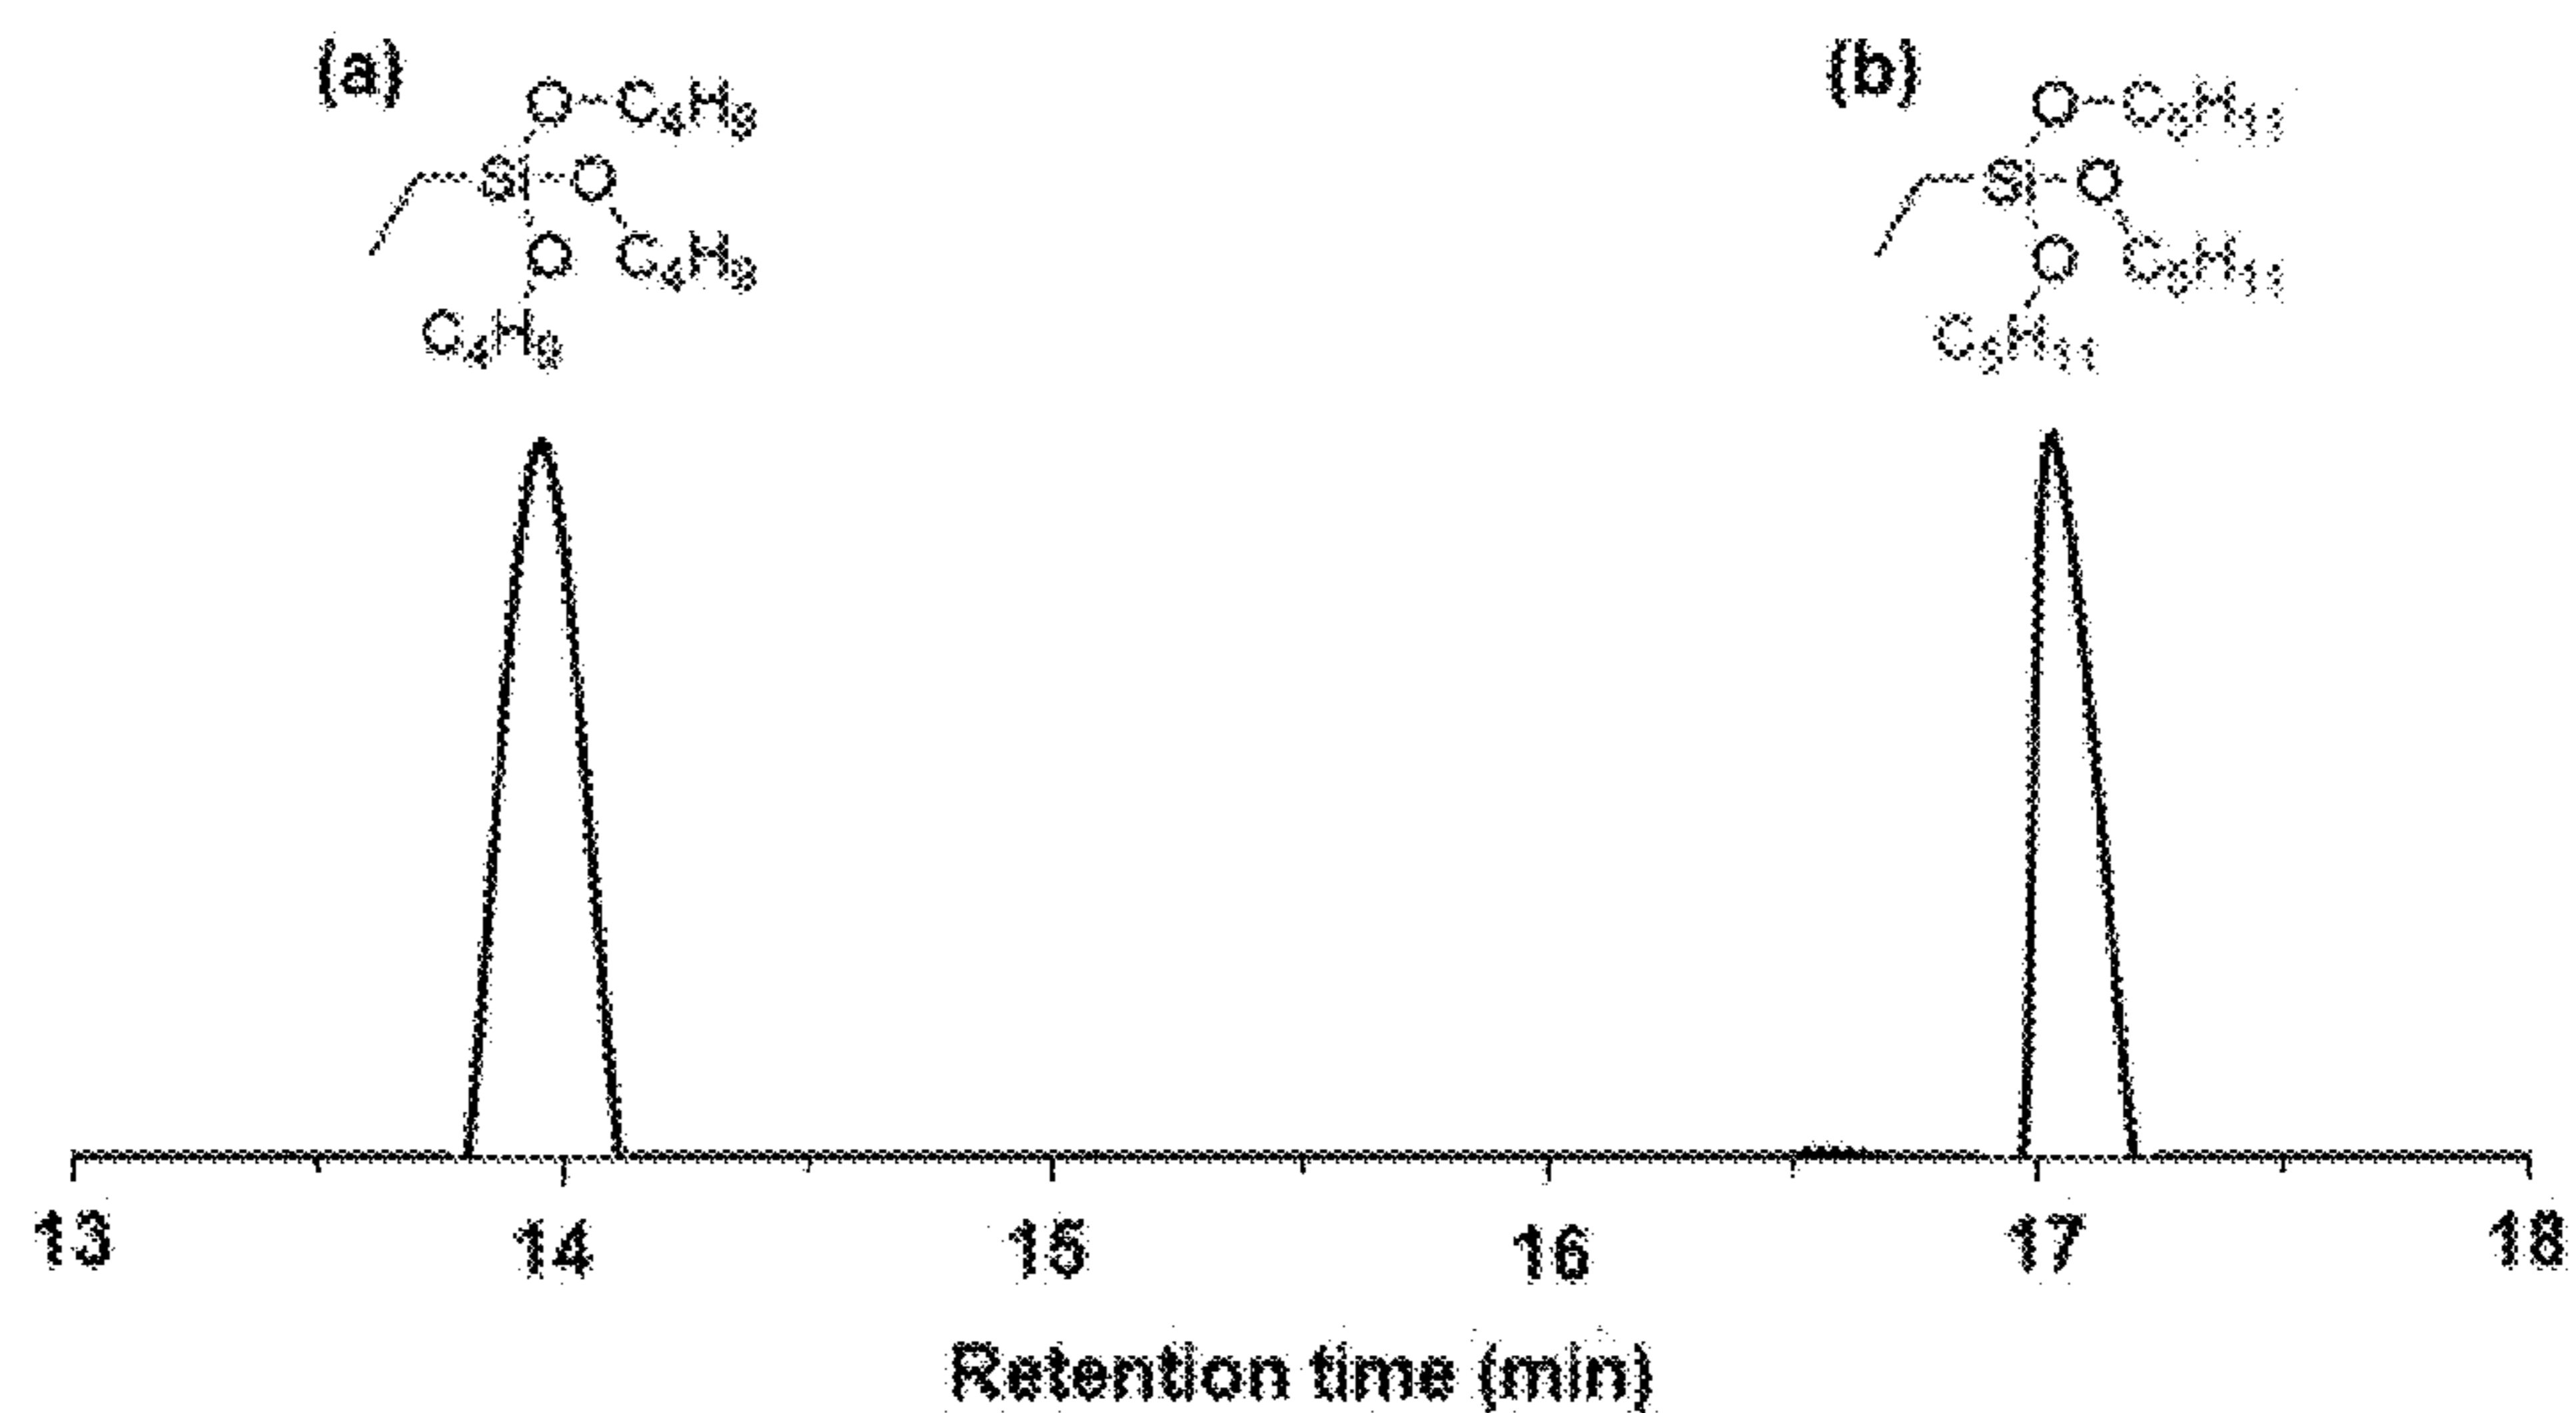 (a)
O-C₄H₉
Si-O
O C₄H₉
C₄H₉
(b)
O-C₅H₁₁
Si-O
O C₅H₁₁
C₅H₁₁
13 14 15 16 17 18
Retention time (min)